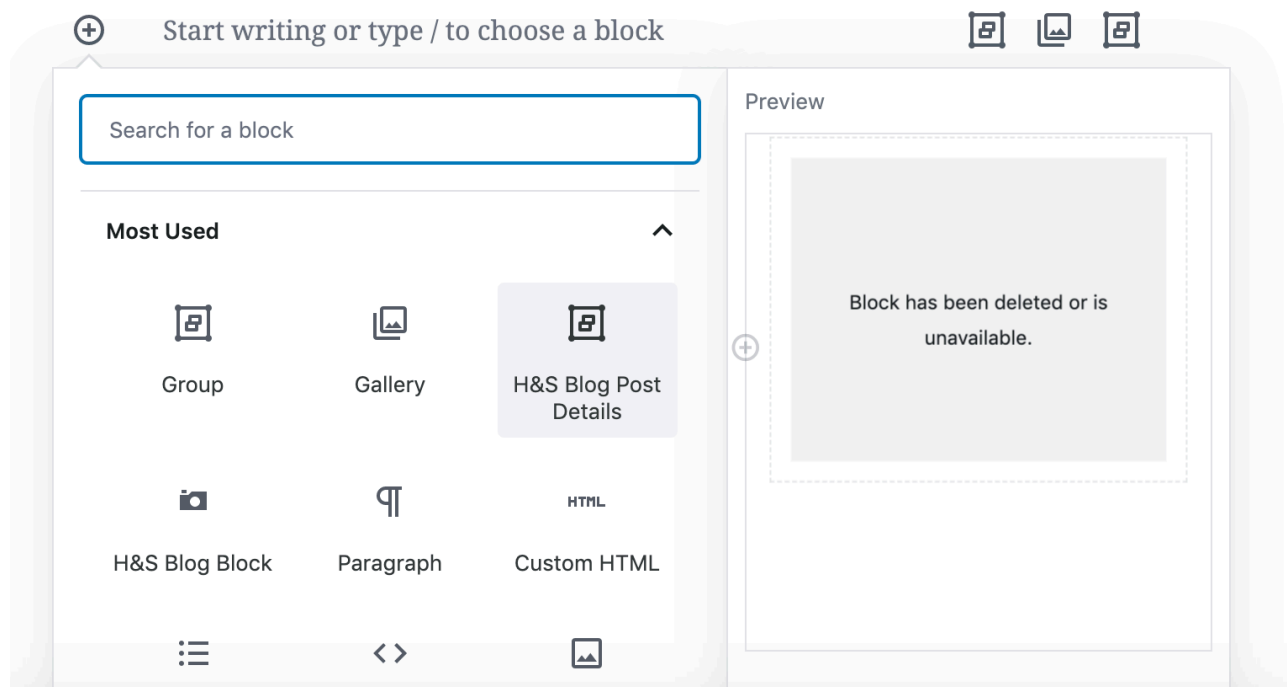 Start writing or type / to choose a block
Search for a block
Preview
Most Used
Block has been deleted or is
unavailable.
Group
Gallery
H&S Blog Post
Details
HTML
H&S Blog Block
Paragraph
Custom HTML